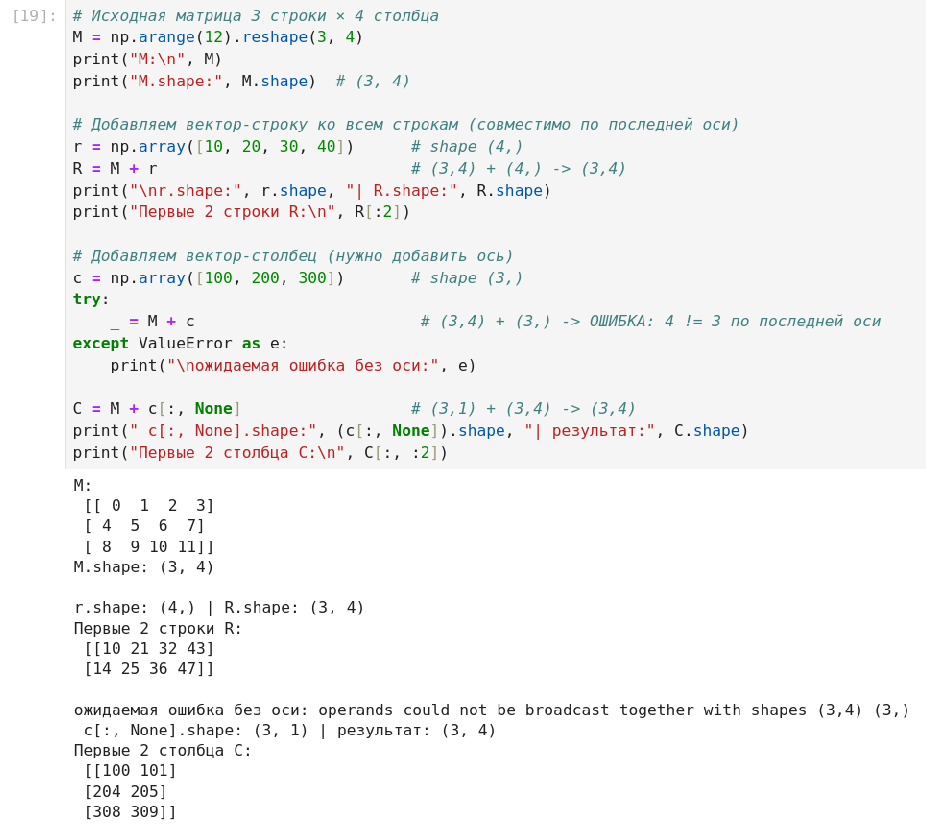 [19]:
# Исходная матрица 3 строки × 4 столбца
M = np.arange(12).reshape(3, 4)
print("M:\n", M)
print("M.shape:", M.shape)  # (3, 4)
# Добавляем вектор-строку ко всем строкам (совместимо по последней оси)
r = np.array([10, 20, 30, 40])      # shape (4,)
R = M + r                           # (3,4) + (4,) -> (3,4)
print("\nr.shape:", r.shape, "| R.shape:", R.shape)
print("Первые 2 строки R:\n", R[:2])
# Добавляем вектор-столбец (нужно добавить ось)
c = np.array([100, 200, 300])       # shape (3,)
try:
    _ = M + c                        # (3,4) + (3,) -> ОШИБКА: 4 != 3 по последней оси
except ValueError as e:
    print("\nожидаемая ошибка без оси:", e)
C = M + c[:, None]                  # (3,1) + (3,4) -> (3,4)
print(" c[:, None].shape:", (c[:, None]).shape, "| результат:", C.shape)
print("Первые 2 столбца C:\n", C[:, :2])
M:
 [[ 0  1  2  3]
 [ 4  5  6  7]
 [ 8  9 10 11]]
M.shape: (3, 4)
r.shape: (4,) | R.shape: (3, 4)
Первые 2 строки R:
 [[10 21 32 43]
 [14 25 36 47]]
ожидаемая ошибка без оси: operands could not be broadcast together with shapes (3,4) (3,)
 c[:, None].shape: (3, 1) | результат: (3, 4)
Первые 2 столбца C:
 [[100 101]
 [204 205]
 [308 309]]